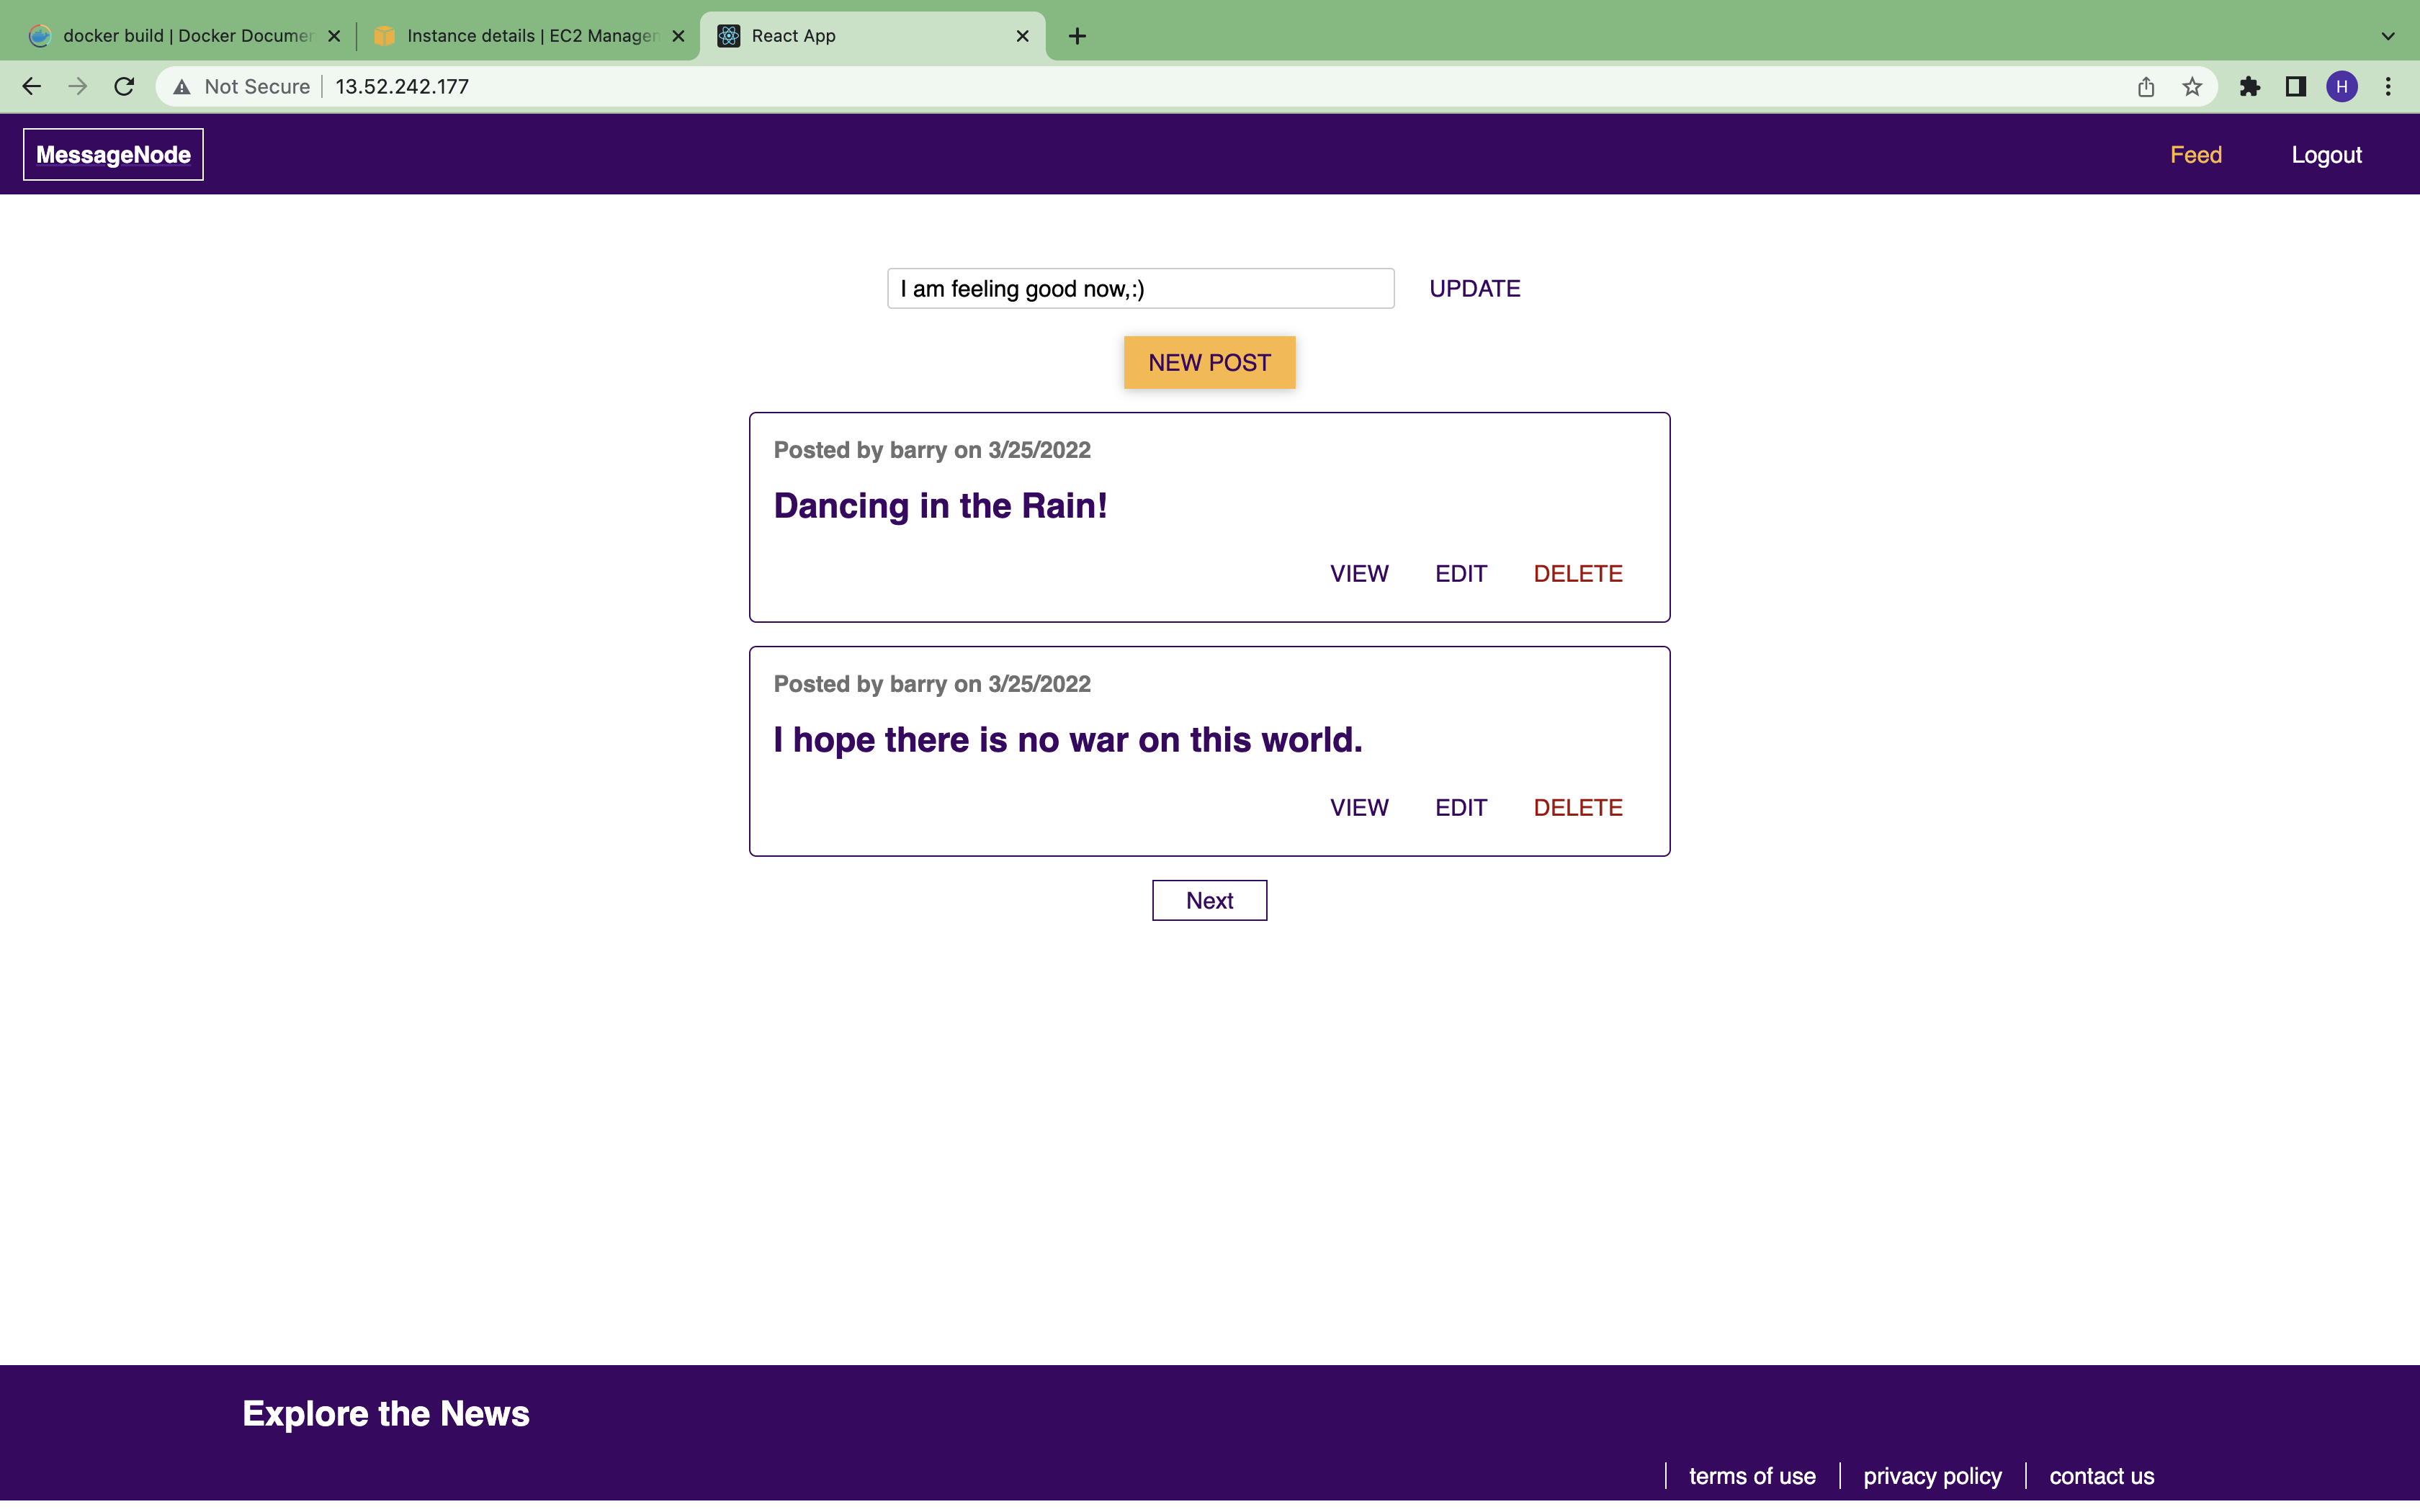 docker build | Docker Documen
Instance details | EC2 Manager
React App
Not Secure
13.52.242.177
H
MessageNode
Feed
Logout
I am feeling good now,:)
UPDATE
NEW POST
Posted by barry on 3/25/2022
Dancing in the Rain!
VIEW EDIT DELETE
Posted by barry on 3/25/2022
I hope there is no war on this world.
VIEW EDIT DELETE
Next
Explore the News
terms of use
privacy policy
contact us